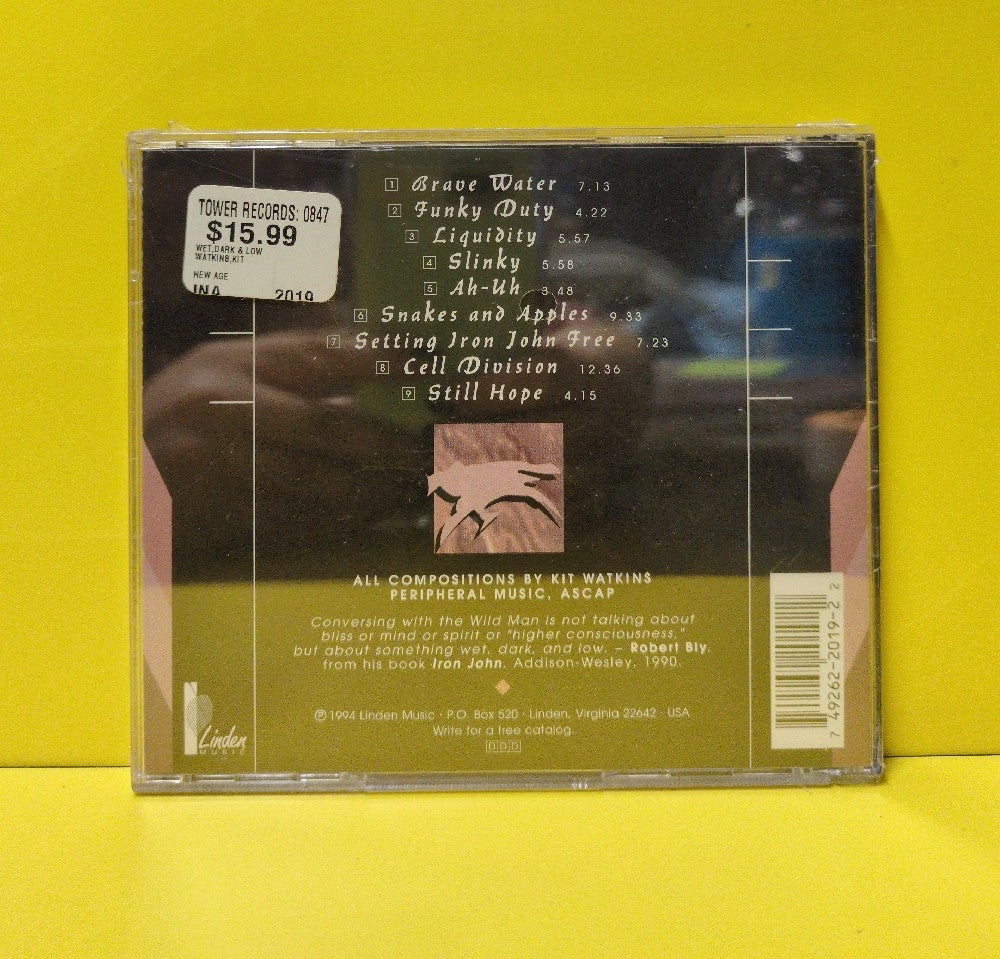 TOWER RECORDS: 0847
$15.99
WET,DARK & LOW
WATKINS,KIT
NEW AGE
INA 2019
1 Brave Water 7.13
2 Funky Duty 4.22
3 Liquidity 5.57
4 Slinky 5.58
5 Ah-Uh 3.48
6 Snakes and Apples 9.33
7 Setting Iron John Free 7.23
8 Cell Division 12.36
9 Still Hope 4.15
ALL COMPOSITIONS BY KIT WATKINS
PERIPHERAL MUSIC, ASCAP
Conversing with the Wild Man is not talking about
bliss or mind or spirit or "higher consciousness,"
but about something wet, dark, and low. – Robert Bly,
from his book Iron John, Addison-Wesley, 1990.
℗ 1994 Linden Music · P.O. Box 520 · Linden, Virginia 22642 · USA
Write for a free catalog.
DDD
Linden
MUSIC
7 49262-2019-2 2